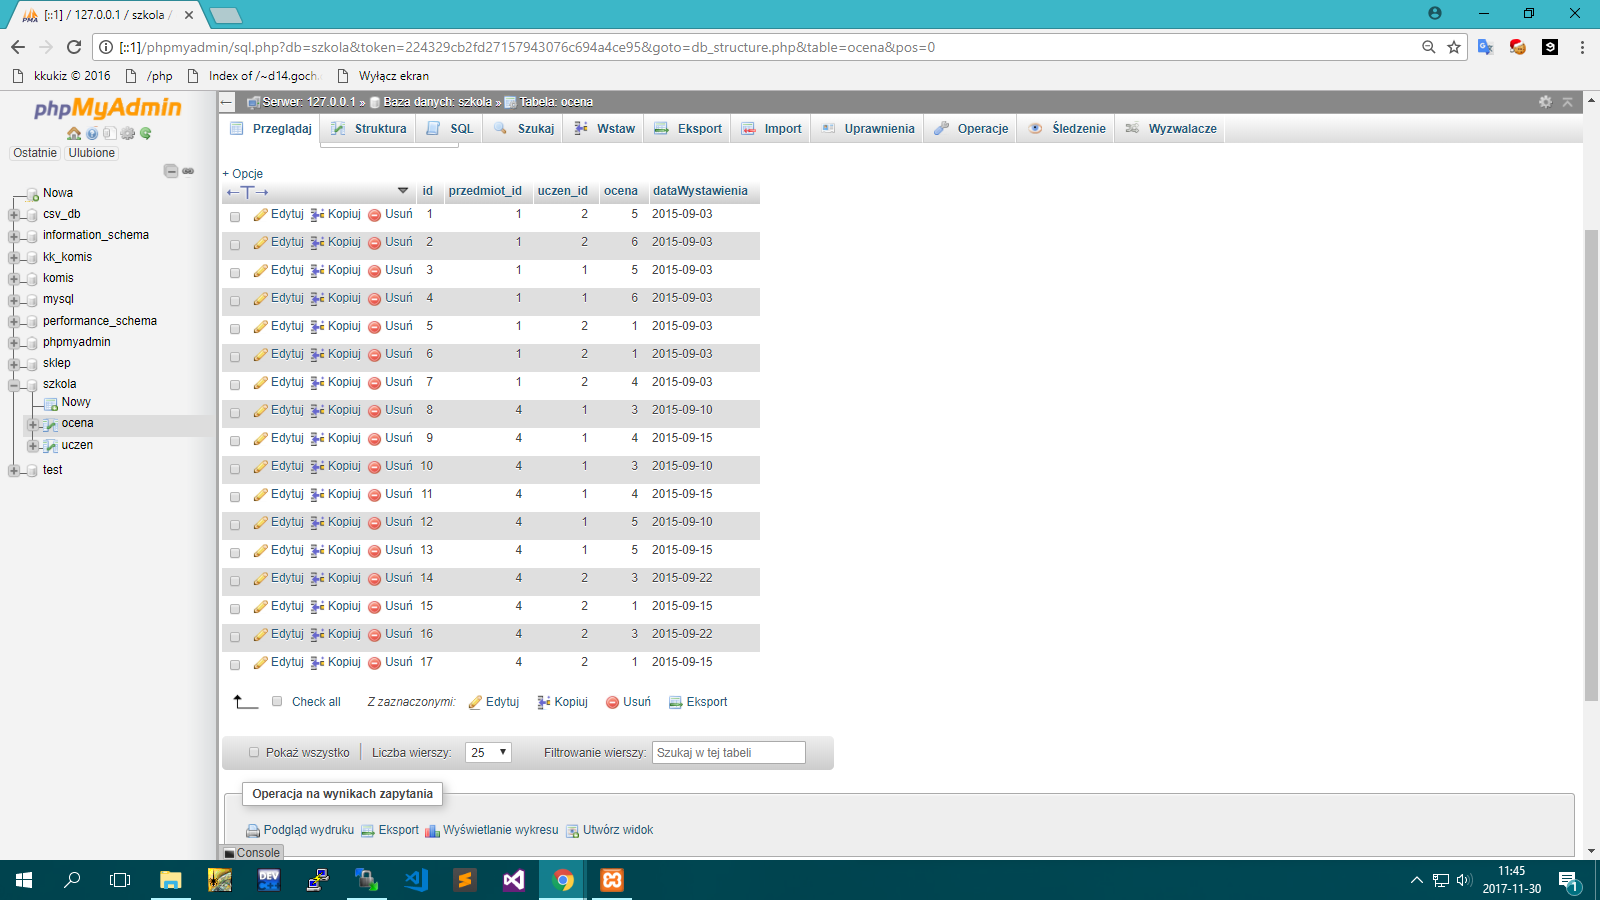 [::1] / 127.0.0.1 / szkola /
[::1]/phpmyadmin/sql.php?db=szkola&token=224329cb2fd27157943076c694a4ce95&goto=db_structure.php&table=ocena&pos=0
kkukiz © 2016 /php Index of /~d14.goch. Wyłącz ekran
phpMyAdmin
Ostatnie Ulubione
Nowa
csv_db
information_schema
kk_komis
komis
mysql
performance_schema
phpmyadmin
sklep
szkola
Nowy
ocena
uczen
test
Serwer: 127.0.0.1 » Baza danych: szkola » Tabela: ocena
Przeglądaj Struktura SQL Szukaj Wstaw Eksport Import Uprawnienia Operacje Śledzenie Wyzwalacze
+ Opcje
←T→ id przedmiot_id uczen_id ocena dataWystawienia
Edytuj Kopiuj Usuń 1 1 2 5 2015-09-03
Edytuj Kopiuj Usuń 2 1 2 6 2015-09-03
Edytuj Kopiuj Usuń 3 1 1 5 2015-09-03
Edytuj Kopiuj Usuń 4 1 1 6 2015-09-03
Edytuj Kopiuj Usuń 5 1 2 1 2015-09-03
Edytuj Kopiuj Usuń 6 1 2 1 2015-09-03
Edytuj Kopiuj Usuń 7 1 2 4 2015-09-03
Edytuj Kopiuj Usuń 8 4 1 3 2015-09-10
Edytuj Kopiuj Usuń 9 4 1 4 2015-09-15
Edytuj Kopiuj Usuń 10 4 1 3 2015-09-10
Edytuj Kopiuj Usuń 11 4 1 4 2015-09-15
Edytuj Kopiuj Usuń 12 4 1 5 2015-09-10
Edytuj Kopiuj Usuń 13 4 1 5 2015-09-15
Edytuj Kopiuj Usuń 14 4 2 3 2015-09-22
Edytuj Kopiuj Usuń 15 4 2 1 2015-09-15
Edytuj Kopiuj Usuń 16 4 2 3 2015-09-22
Edytuj Kopiuj Usuń 17 4 2 1 2015-09-15
Check all Z zaznaczonymi: Edytuj Kopiuj Usuń Eksport
Pokaż wszystko Liczba wierszy: 25 Filtrowanie wierszy: Szukaj w tej tabeli
Operacja na wynikach zapytania
Podgląd wydruku Eksport Wyświetlanie wykresu Utwórz widok
Console
DEV
11:45
2017-11-30
1